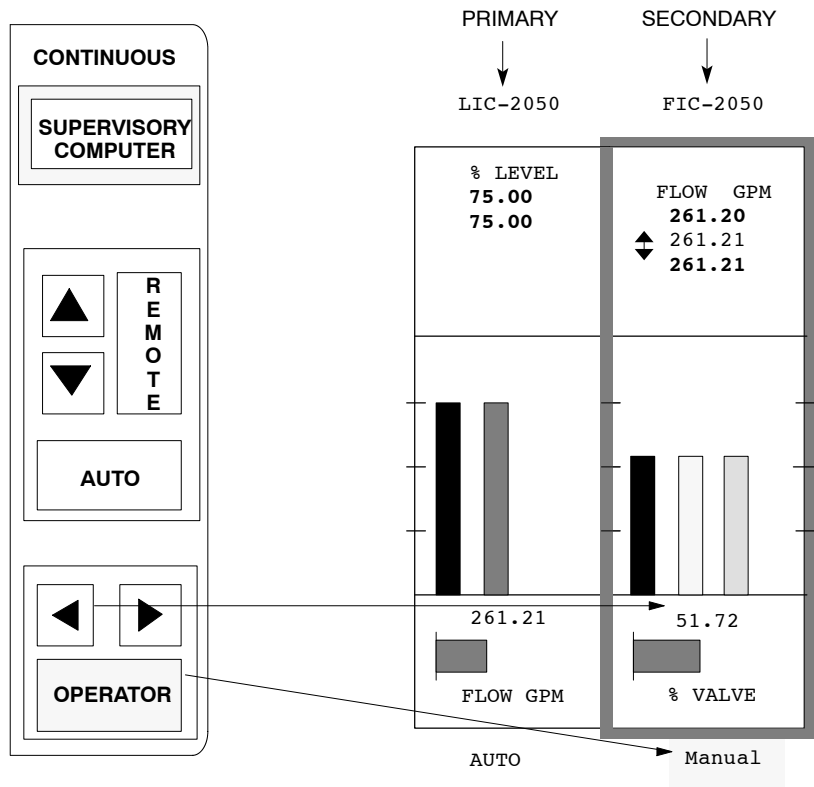 CONTINUOUS
SUPERVISORY
COMPUTER
REMOTE
AUTO
OPERATOR
PRIMARY
LIC-2050
% LEVEL
75.00
75.00
261.21
FLOW GPM
AUTO
SECONDARY
FIC-2050
FLOW GPM
261.20
261.21
261.21
51.72
% VALVE
Manual